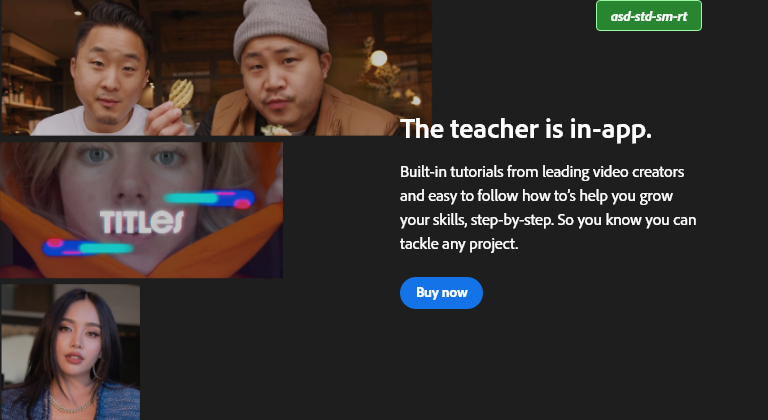 asd-std-sm-rt
The teacher is in-app.
Built-in tutorials from leading video creators
and easy to follow how to's help you grow
your skills, step-by-step. So you know you can
tackle any project.
TITLES
Buy now